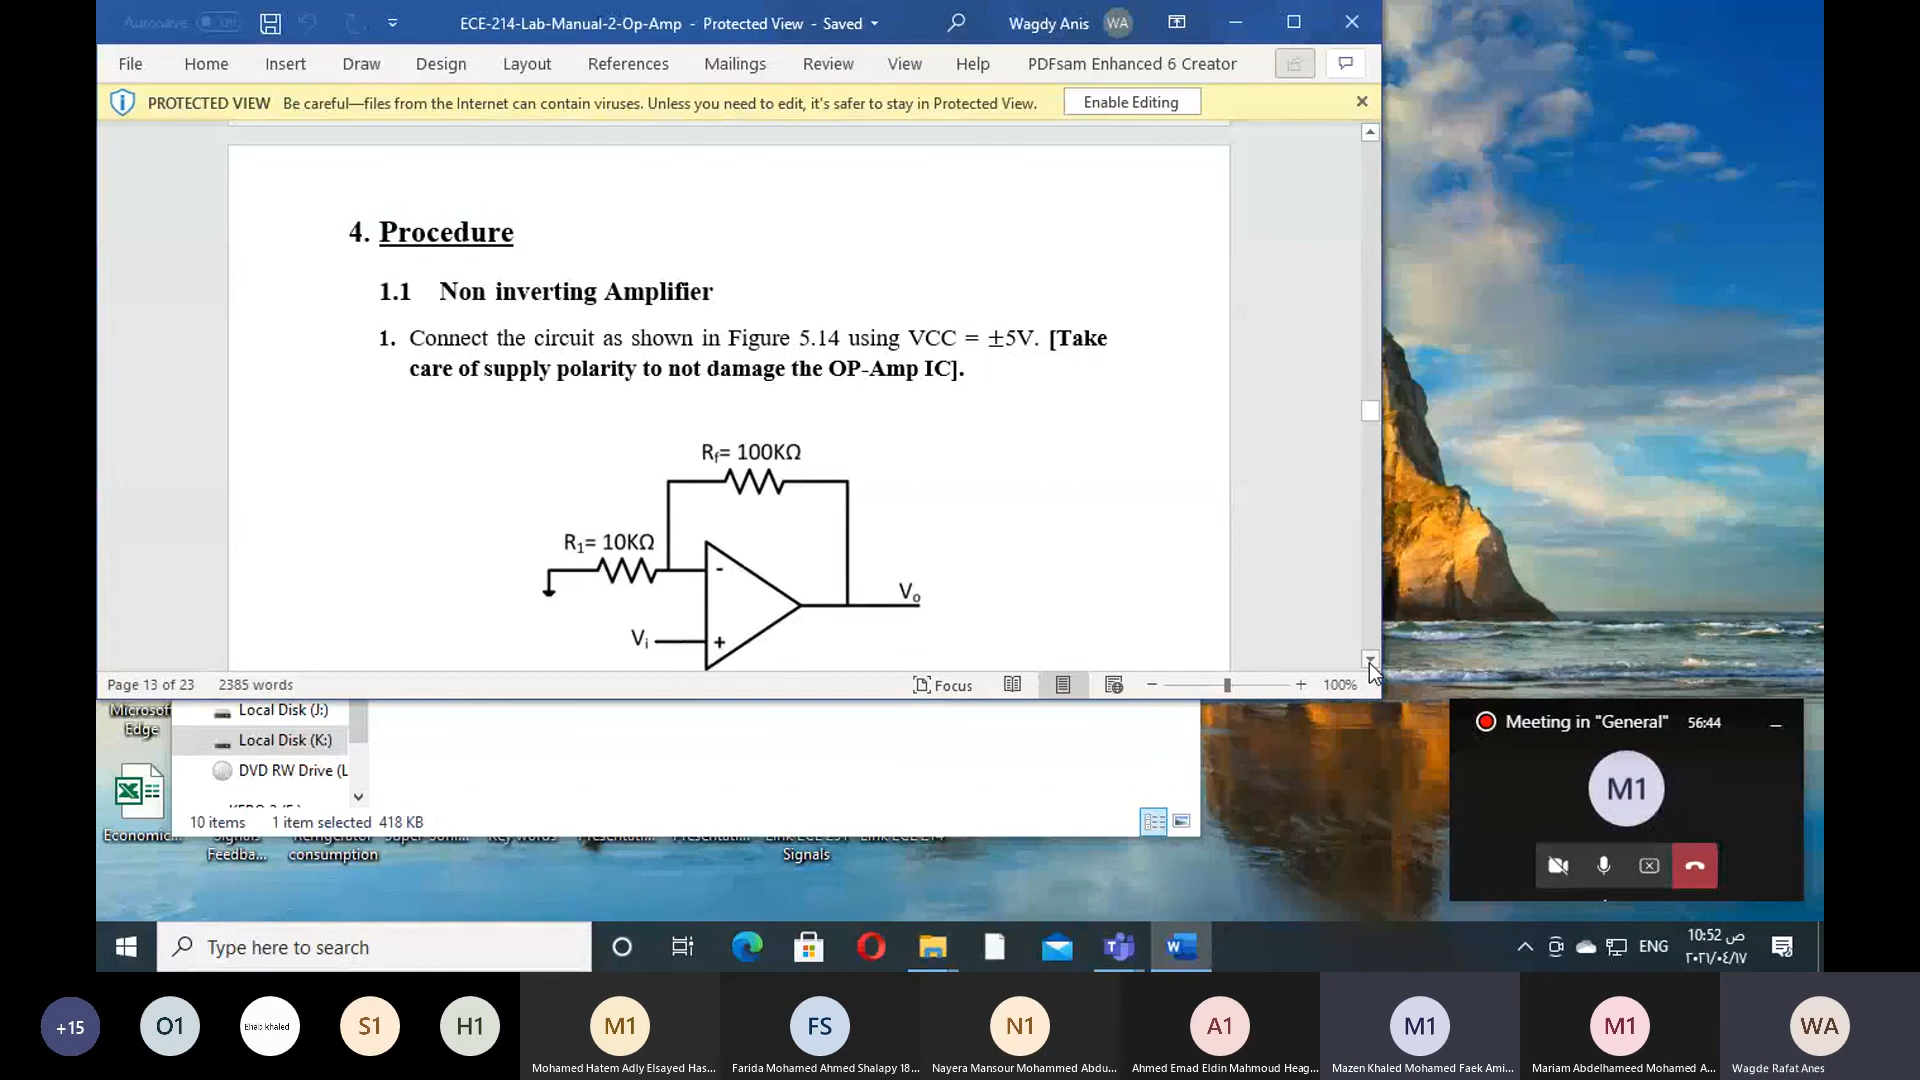 AutoSave Off
ECE-214-Lab-Manual-2-Op-Amp - Protected View - Saved
Wagdy Anis WA
File Home Insert Draw Design Layout References Mailings Review View Help PDFsam Enhanced 6 Creator
PROTECTED VIEW Be careful—files from the Internet can contain viruses. Unless you need to edit, it's safer to stay in Protected View. Enable Editing
4. Procedure
1.1 Non inverting Amplifier
1. Connect the circuit as shown in Figure 5.14 using VCC = ±5V. [Take
care of supply polarity to not damage the OP-Amp IC].
Rf= 100KΩ
R1= 10KΩ
-
Vo
Vi
+
Page 13 of 23 2385 words Focus 100%
Microsof
Edge
Local Disk (J:)
Local Disk (K:)
DVD RW Drive (L
10 items 1 item selected 418 KB
Economic...
Signals
Feedba...
Refrigerator
consumption
Signals
Meeting in "General" 56:44
M1
Type here to search
ENG
10:52 ص
٢٠٢١/٠٤/١٧
+15 O1 Ehab khaled S1 H1 M1 FS N1 A1 M1 M1 WA
Mohamed Hatem Adly Elsayed Has...
Farida Mohamed Ahmed Shalapy 18...
Nayera Mansour Mohammed Abdu...
Ahmed Emad Eldin Mahmoud Heag...
Mazen Khaled Mohamed Faek Ami...
Mariam Abdelhameed Mohamed A...
Wagde Rafat Anes